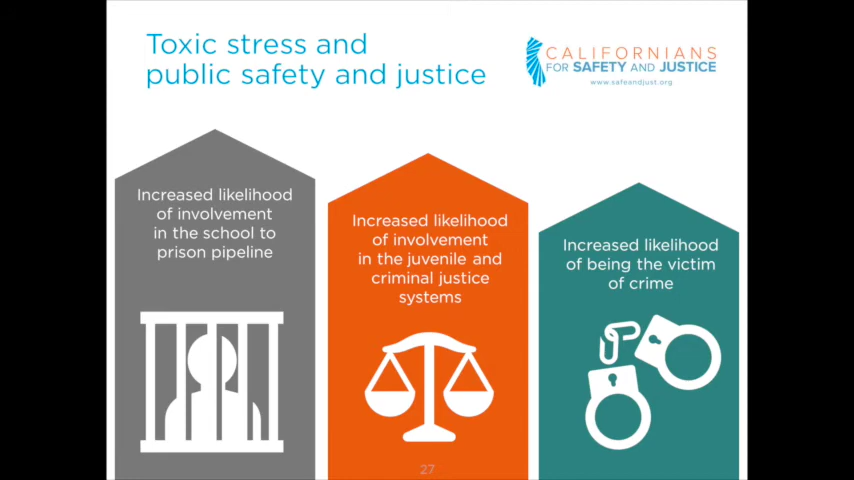 Toxic stress and
public safety and justice
CALIFORNIANS
FOR SAFETY AND JUSTICE
www.safeandjust.org
Increased likelihood
of involvement
in the school to
prison pipeline
Increased likelihood
of involvement
in the juvenile and
criminal justice
systems
Increased likelihood
of being the victim
of crime
27